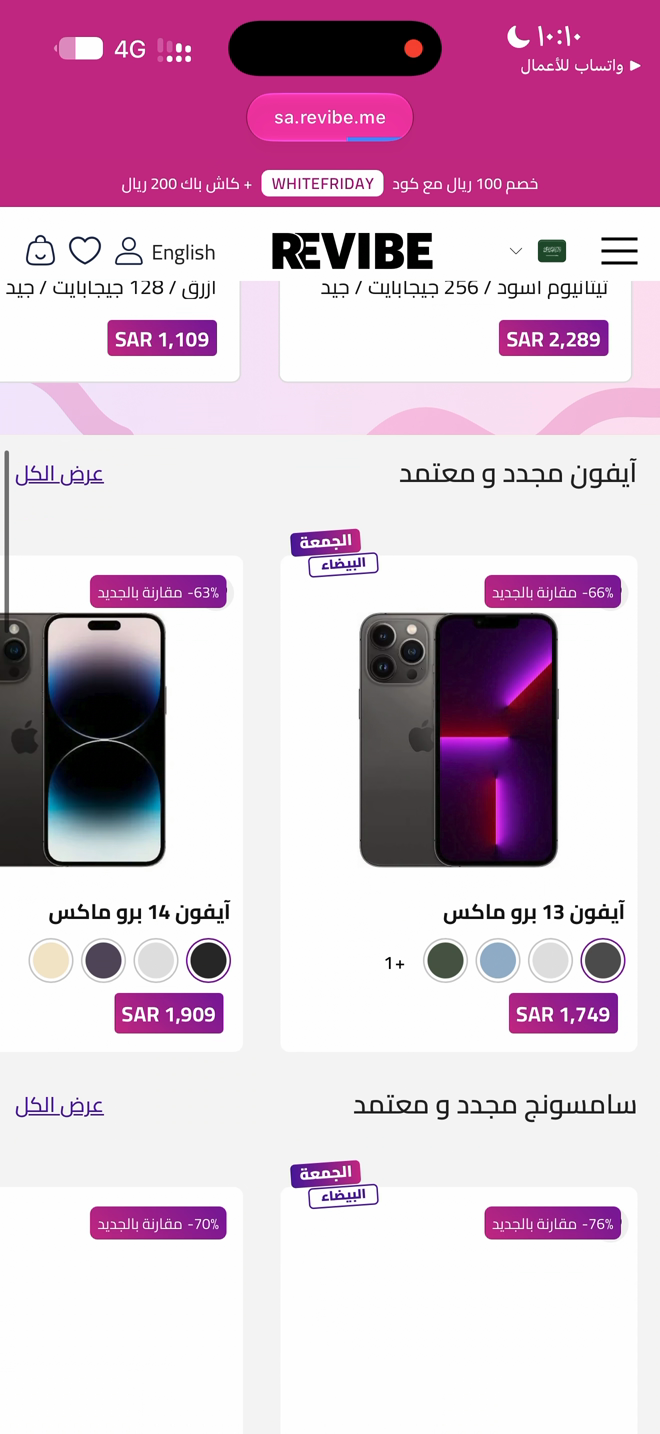 ١٠:١٠
4G
◀ واتساب للأعمال
sa.revibe.me
خصم 100 ريال مع كود WHITEFRIDAY + كاش باك 200 ريال
REVIBE
English
تيتانيوم أسود / 256 جيجابايت / جيد
أزرق / 128 جيجابايت / جيد
SAR 2,289
SAR 1,109
آيفون مجدد و معتمد
عرض الكل
الجمعة
البيضاء
-66% مقارنة بالجديد
-63% مقارنة بالجديد
آيفون 13 برو ماكس
آيفون 14 برو ماكس
+1
SAR 1,749
SAR 1,909
سامسونج مجدد و معتمد
عرض الكل
الجمعة
البيضاء
-76% مقارنة بالجديد
-70% مقارنة بالجديد